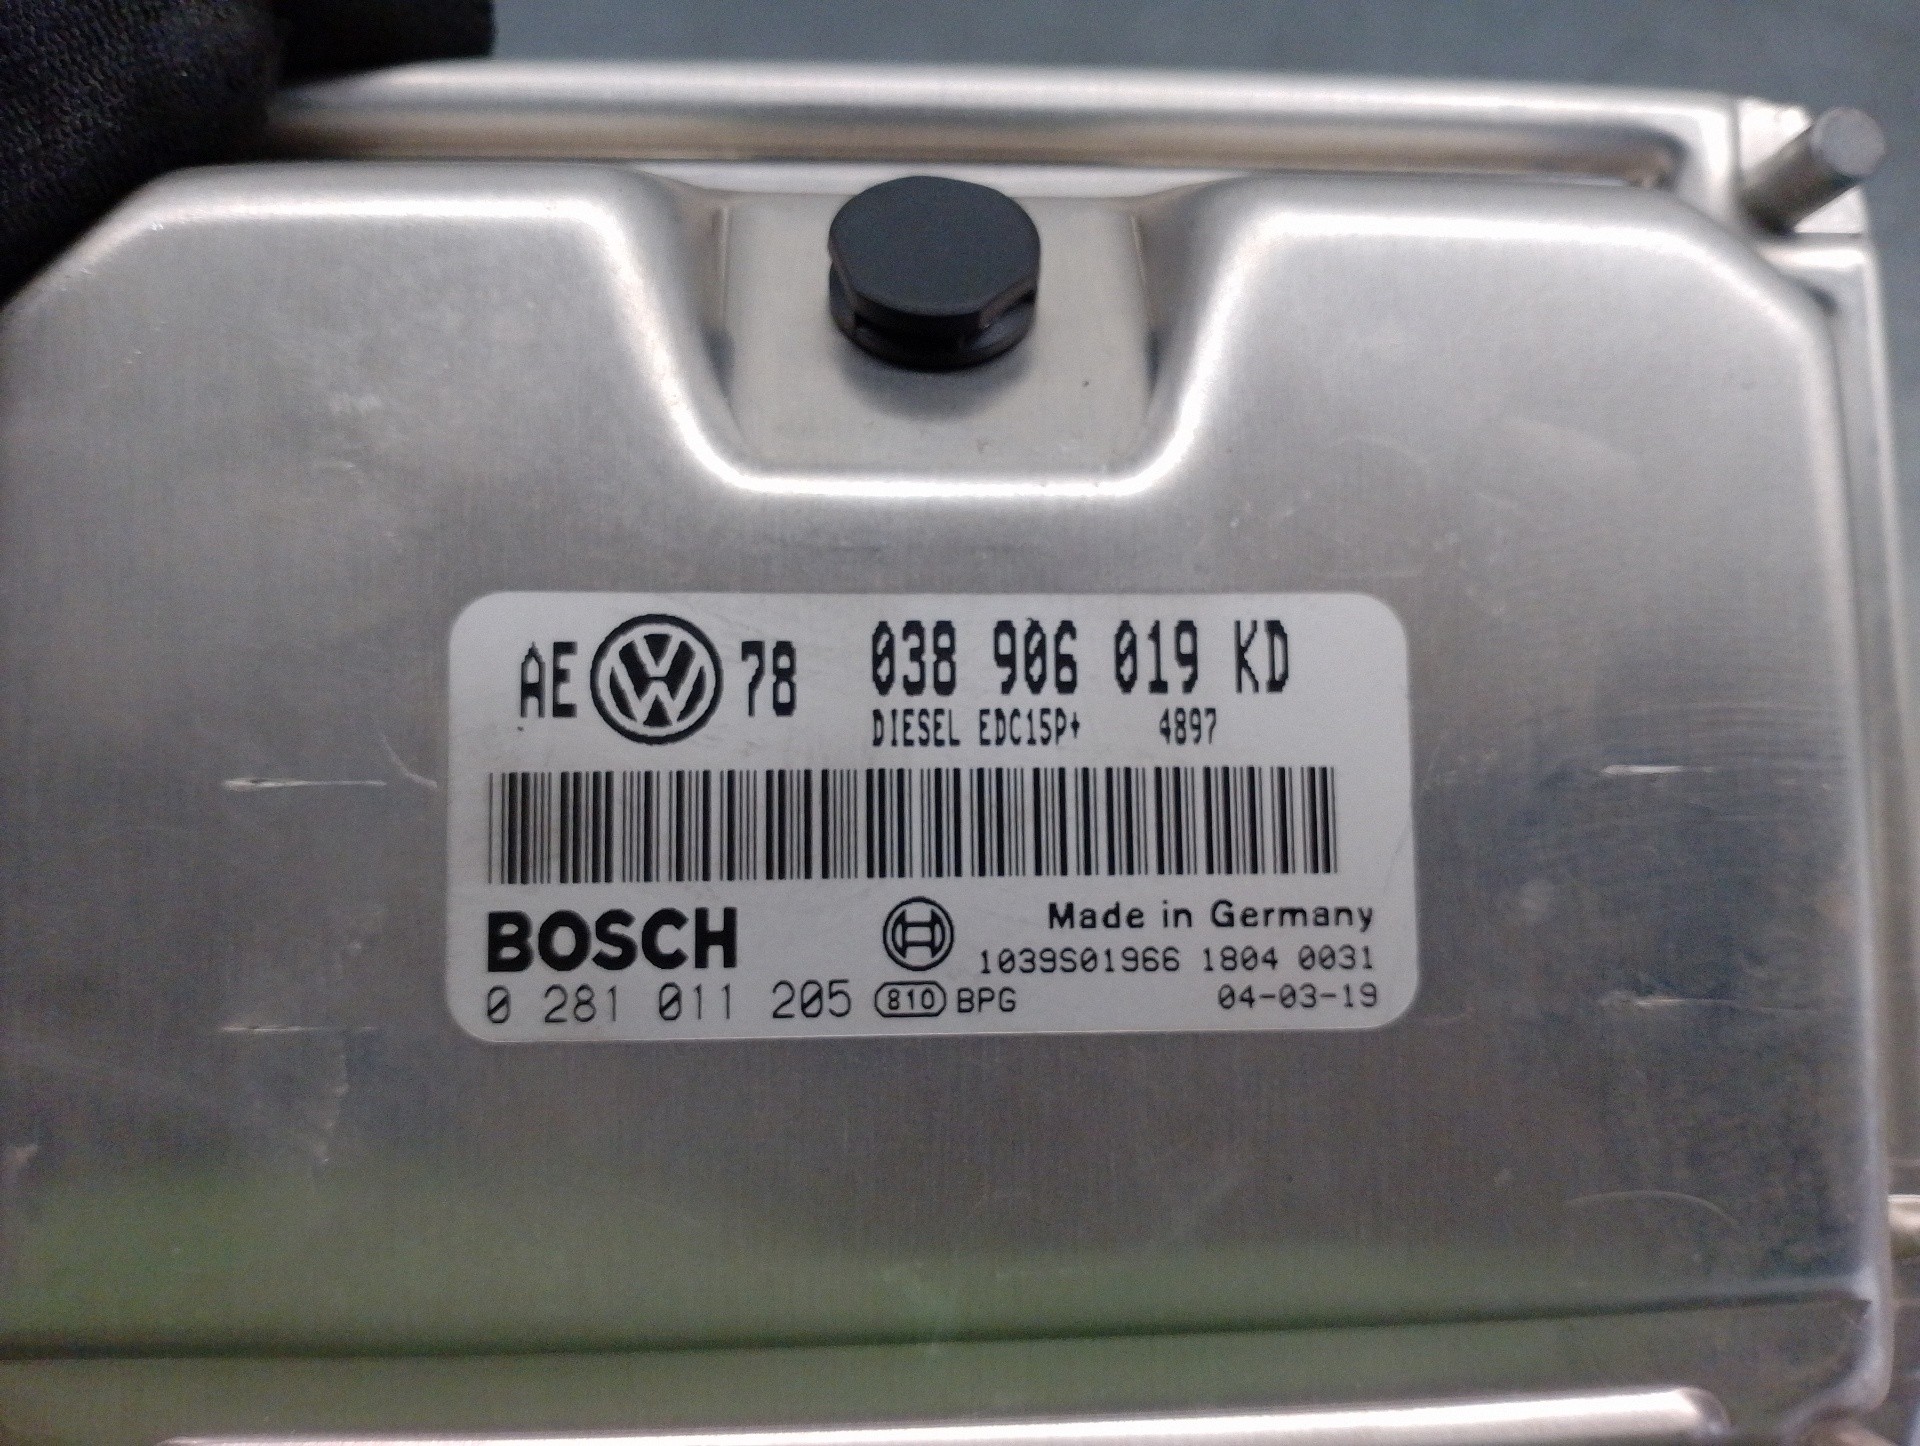 AE 78 038 906 019 KD
DIESEL EDC15P+ 4897
BOSCH
Made in Germany
1039S01966 1804 0031
0 281 011 205 810 BPG 04-03-19